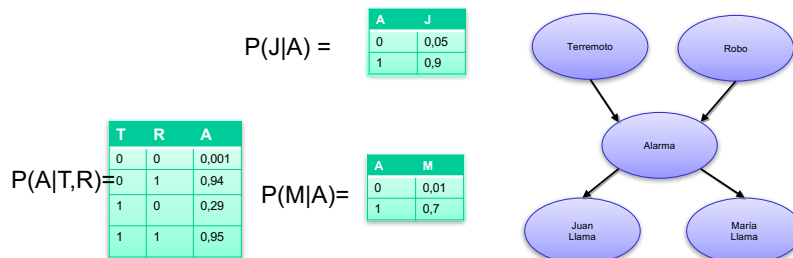 P(J|A) =
A J
0 0,05
1 0,9
P(A|T,R)=
T R A
0 0 0,001
0 1 0,94
1 0 0,29
1 1 0,95
P(M|A)=
A M
0 0,01
1 0,7
Terremoto
Robo
Alarma
Juan
Llama
María
Llama